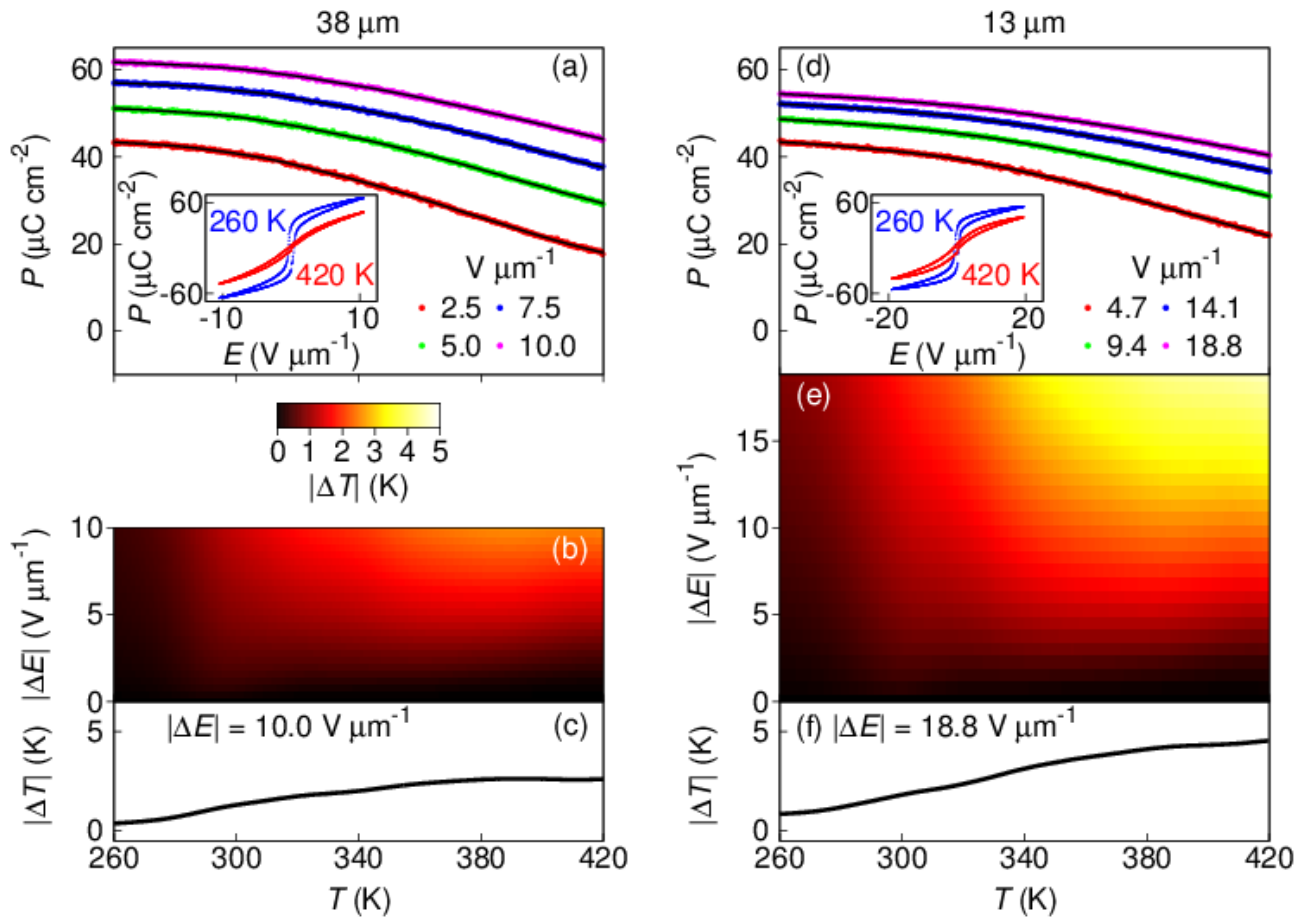 38 μm
13 μm
60
40
20
0
P (μC cm⁻²)
(a)
60
-60
P (μC cm⁻²)
260 K
420 K
-10
10
E (V μm⁻¹)
V μm⁻¹
2.5
7.5
5.0
10.0
60
40
20
0
P (μC cm⁻²)
(d)
60
-60
P (μC cm⁻²)
260 K
420 K
-20
20
E (V μm⁻¹)
V μm⁻¹
4.7
14.1
9.4
18.8
0 1 2 3 4 5
|ΔT| (K)
10
5
0
|ΔE| (V μm⁻¹)
(b)
15
10
5
0
|ΔE| (V μm⁻¹)
(e)
5
0
|ΔT| (K)
|ΔE| = 10.0 V μm⁻¹
(c)
260 300 340 380 420
T (K)
5
0
|ΔT| (K)
(f) |ΔE| = 18.8 V μm⁻¹
260 300 340 380 420
T (K)